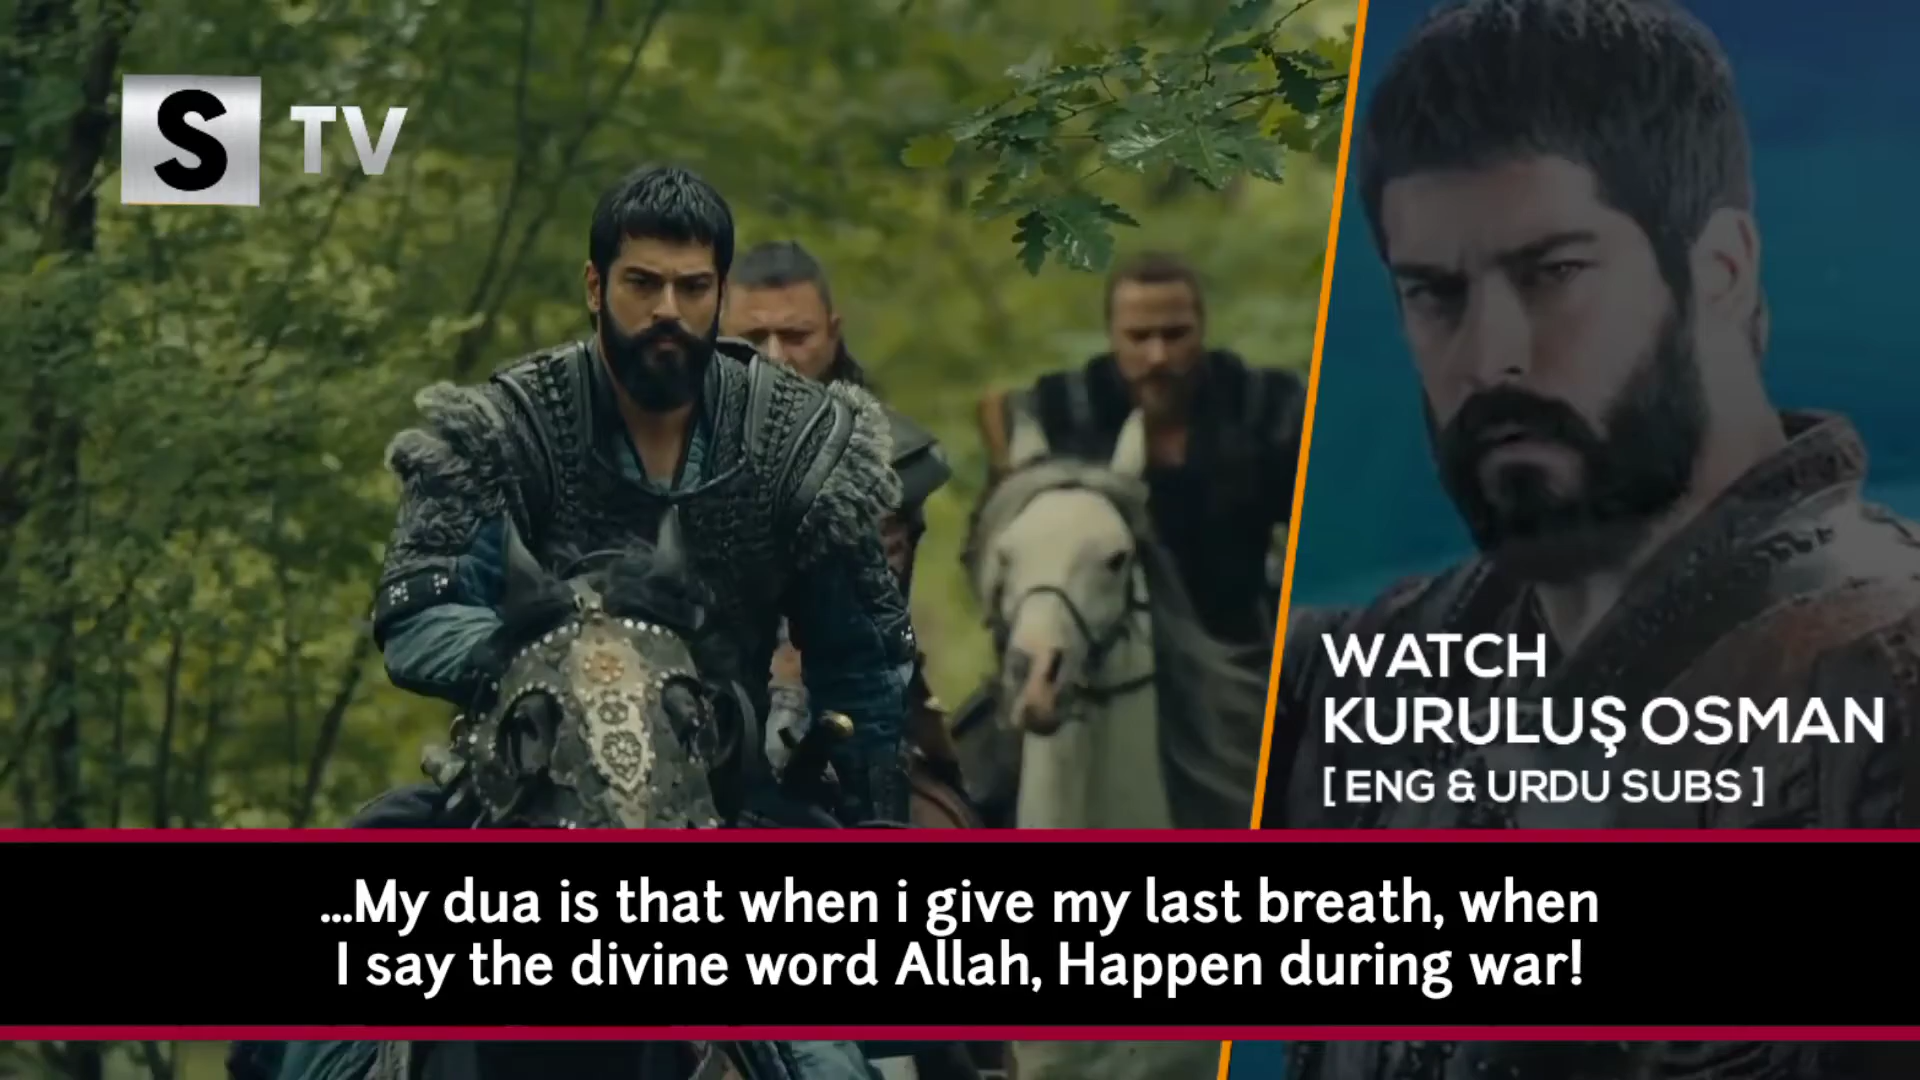 S TV
WATCH
KURULUŞ OSMAN
[ ENG & URDU SUBS ]
...My dua is that when i give my last breath, when
I say the divine word Allah, Happen during war!